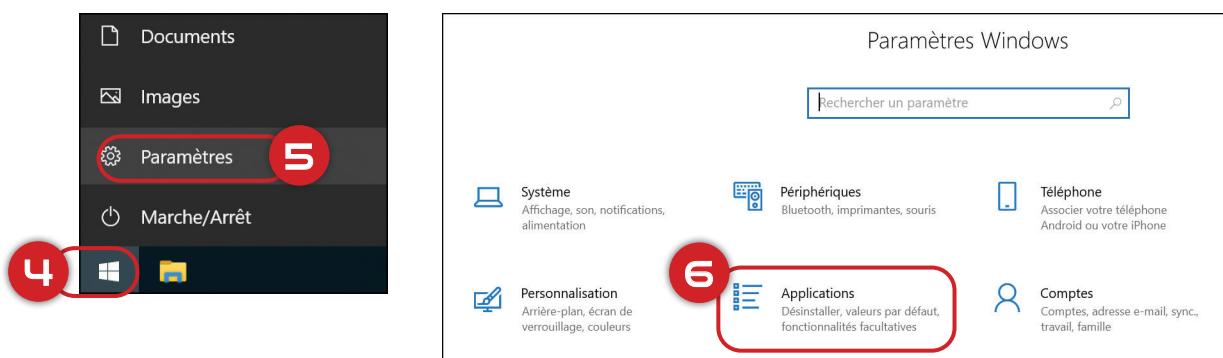 Documents
Images
Paramètres
5
Marche/Arrêt
4
Paramètres Windows
Rechercher un paramètre
Système
Affichage, son, notifications,
alimentation
Périphériques
Bluetooth, imprimantes, souris
Téléphone
Associer votre téléphone
Android ou votre iPhone
6
Personnalisation
Arrière-plan, écran de
verrouillage, couleurs
Applications
Désinstaller, valeurs par défaut,
fonctionnalités facultatives
Comptes
Comptes, adresse e-mail, sync.,
travail, famille